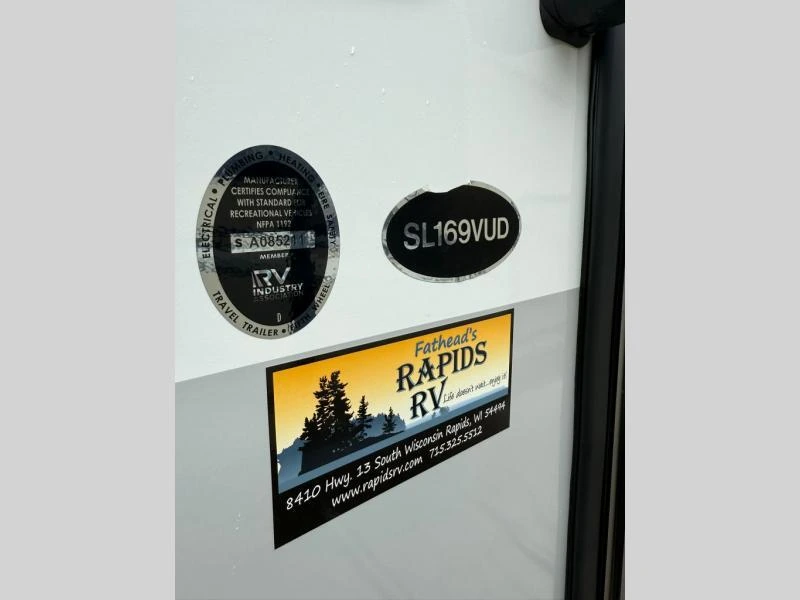 ELECTRICAL • PLUMBING • HEATING • FIRE SAFETY
MANUFACTURER
CERTIFIES COMPLIANCE
WITH STANDARD FOR
RECREATIONAL VEHICLES
NFPA 1192
S A085211
MEMBER
RV
INDUSTRY
ASSOCIATION
D
TRAVEL TRAILER • FIFTH WHEEL
SL169VUD
Fathead's
RAPIDS
RV
Life doesn't wait...enjoy it!
8410 Hwy. 13 South Wisconsin Rapids, WI 54494
www.rapidsrv.com 715.325.5512